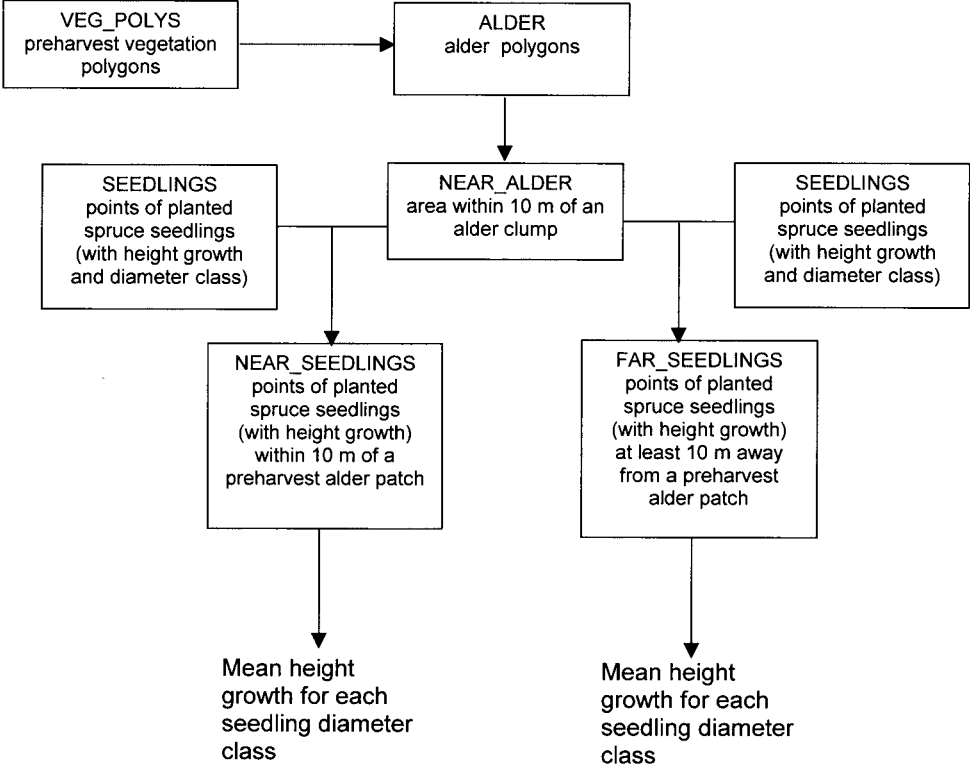 VEG_POLYS
preharvest vegetation
polygons
ALDER
alder polygons
SEEDLINGS
points of planted
spruce seedlings
(with height growth
and diameter class)
NEAR_ALDER
area within 10 m of an
alder clump
SEEDLINGS
points of planted
spruce seedlings
(with height growth
and diameter class)
NEAR_SEEDLINGS
points of planted
spruce seedlings
(with height growth)
within 10 m of a
preharvest alder patch
FAR_SEEDLINGS
points of planted
spruce seedlings
(with height growth)
at least 10 m away
from a preharvest
alder patch
Mean height
growth for each
seedling diameter
class
Mean height
growth for each
seedling diameter
class